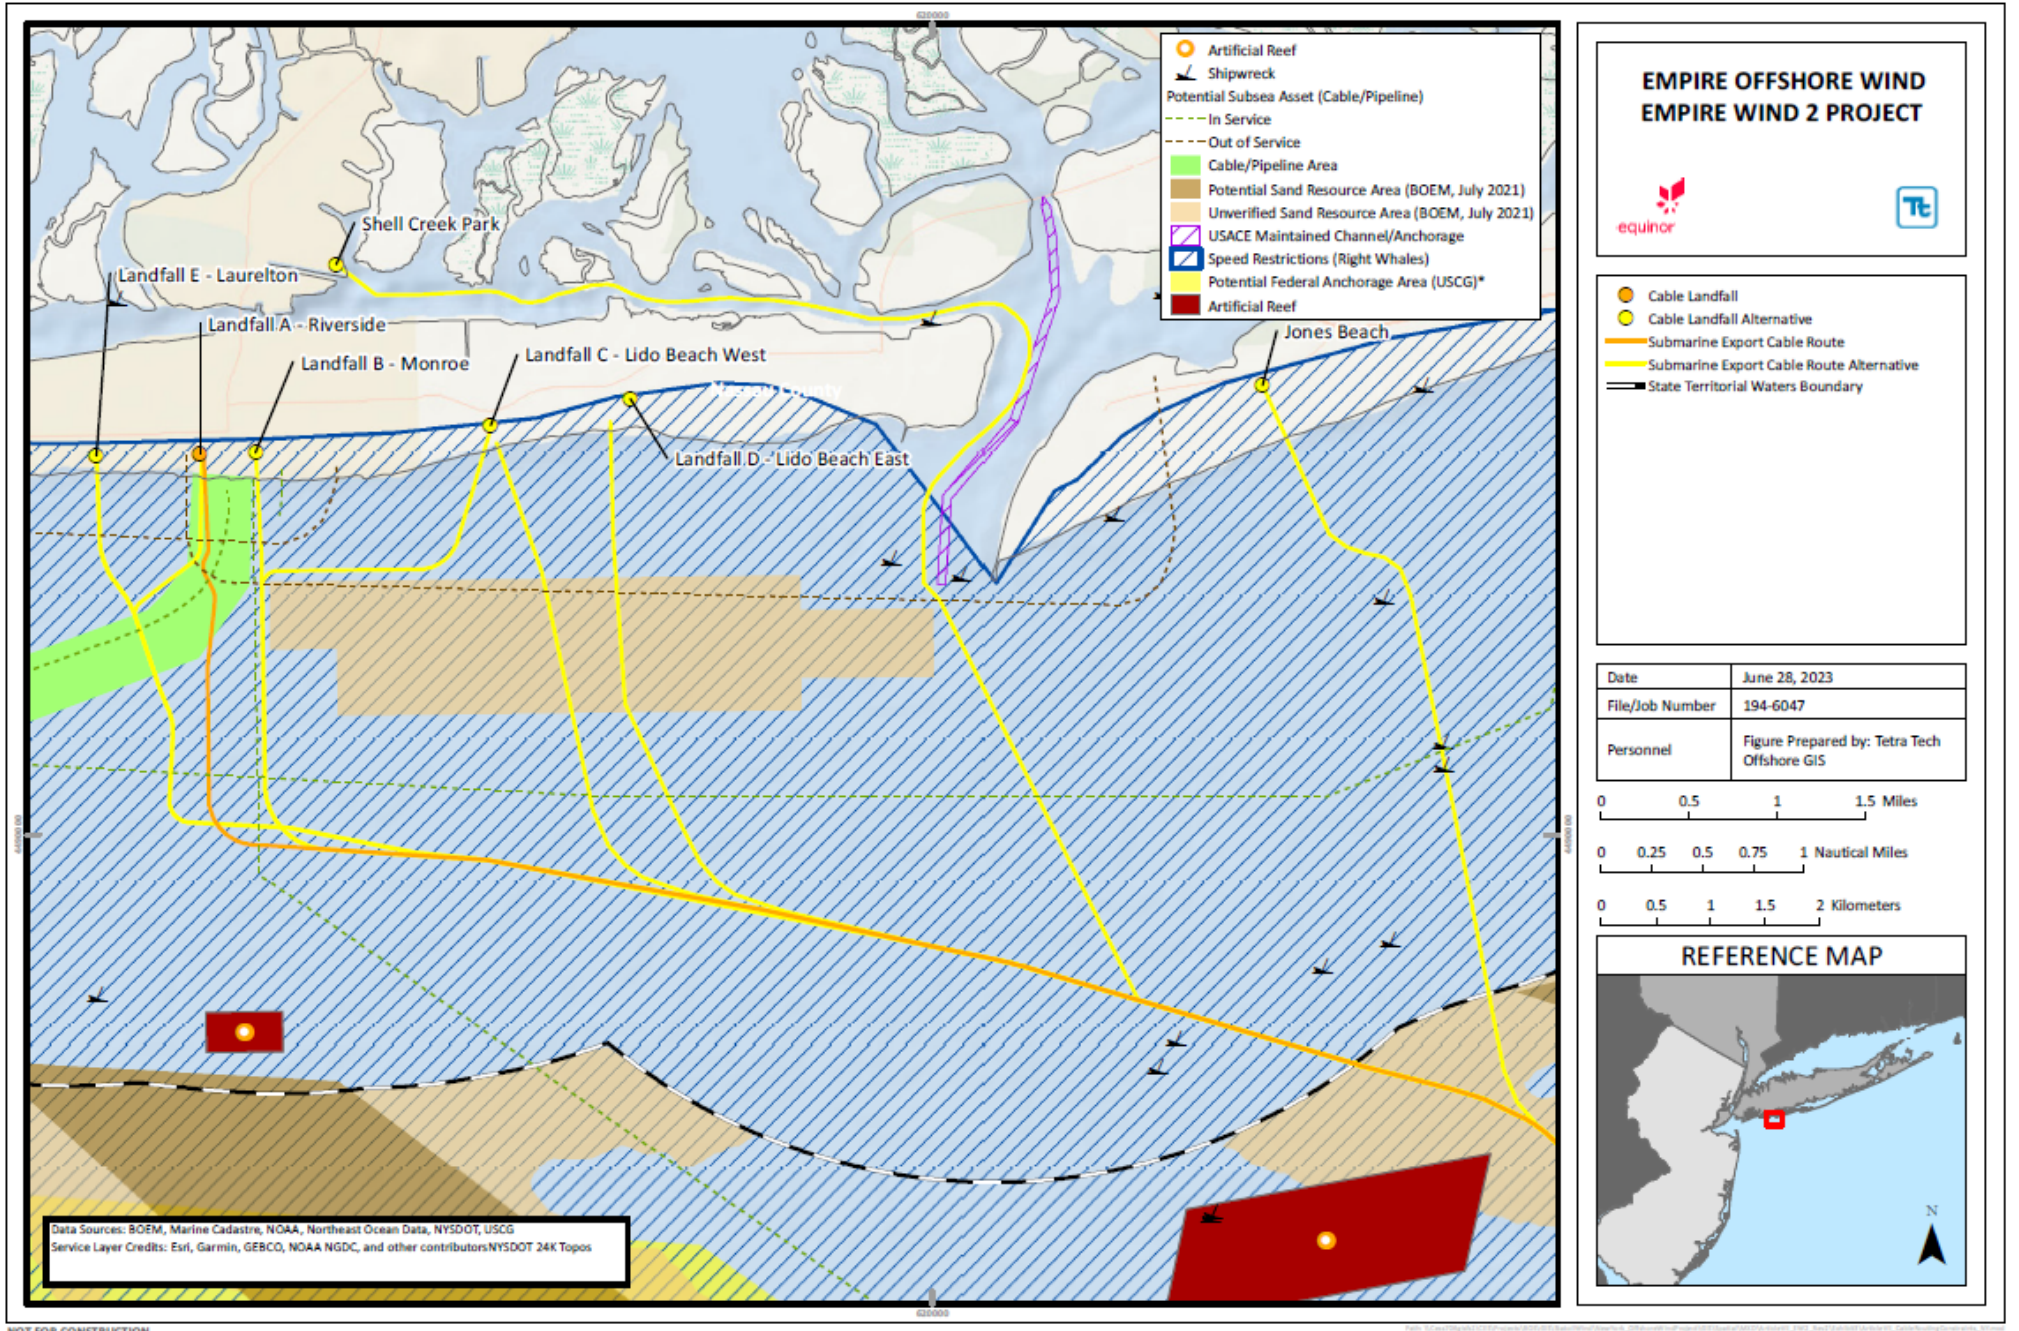 620000
Artificial Reef
Shipwreck
Potential Subsea Asset (Cable/Pipeline)
In Service
Out of Service
Cable/Pipeline Area
Potential Sand Resource Area (BOEM, July 2021)
Unverified Sand Resource Area (BOEM, July 2021)
USACE Maintained Channel/Anchorage
Speed Restrictions (Right Whales)
Potential Federal Anchorage Area (USCG)*
Artificial Reef
Shell Creek Park
Landfall E - Laurelton
Landfall A - Riverside
Landfall B - Monroe
Landfall C - Lido Beach West
Jones Beach
Nassau County
Landfall D - Lido Beach East
Data Sources: BOEM, Marine Cadastre, NOAA, Northeast Ocean Data, NYSDOT, USCG
Service Layer Credits: Esri, Garmin, GEBCO, NOAA NGDC, and other contributorsNYSDOT 24K Topos
620000
NOT FOR CONSTRUCTION
EMPIRE OFFSHORE WIND
EMPIRE WIND 2 PROJECT
equinor
Tt
Cable Landfall
Cable Landfall Alternative
Submarine Export Cable Route
Submarine Export Cable Route Alternative
State Territorial Waters Boundary
Date June 28, 2023
File/Job Number 194-6047
Personnel Figure Prepared by: Tetra Tech
Offshore GIS
0 0.5 1 1.5 Miles
0 0.25 0.5 0.75 1 Nautical Miles
0 0.5 1 1.5 2 Kilometers
REFERENCE MAP
N